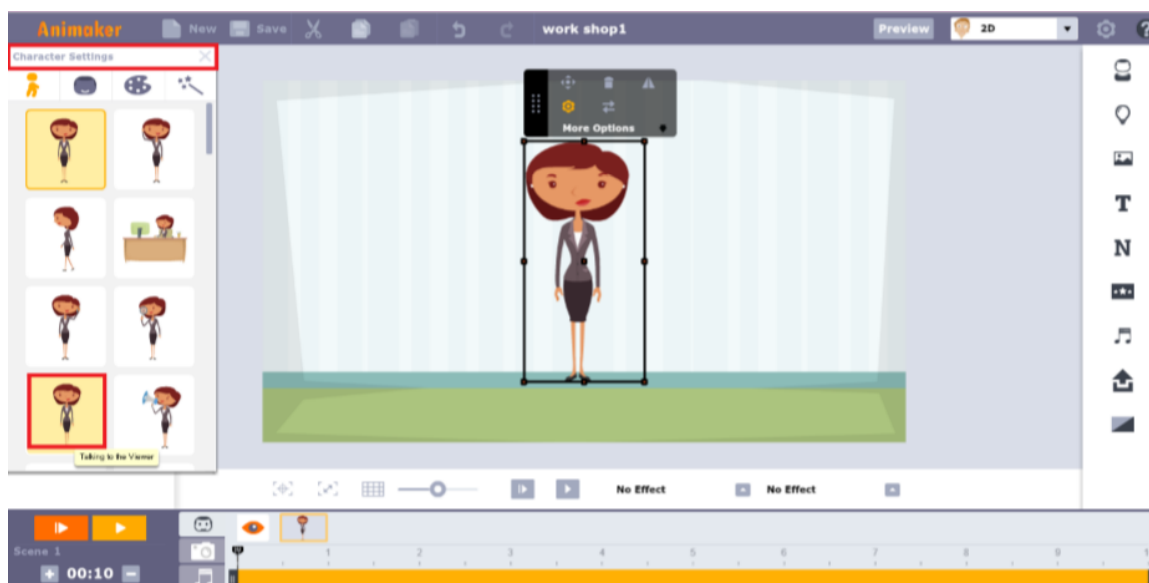 Animaker New Save work shop1 Preview 2D ?
Character Settings
More Options
T
N
Talking to the Viewer
No Effect No Effect
Scene 1
1 2 3 4 5 6 7 8 9
+ 00:10 -